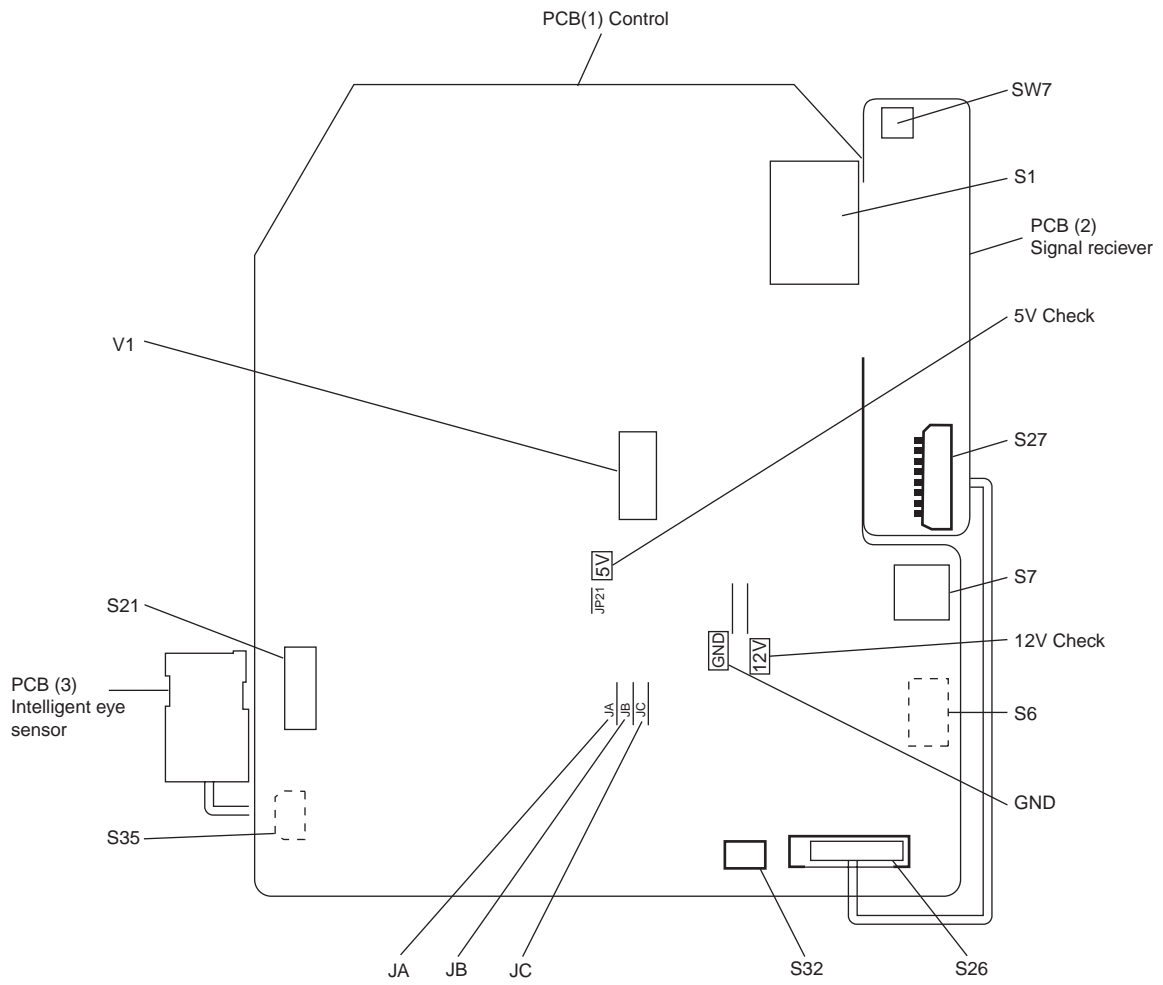 PCB(1) Control
SW7
S1
PCB (2)
Signal reciever
5V Check
V1
S27
5V
JP21
S7
S21
GND
12V
12V Check
PCB (3)
Intelligent eye
sensor
JA
JB
JC
S6
GND
S35
JA
JB
JC
S32
S26